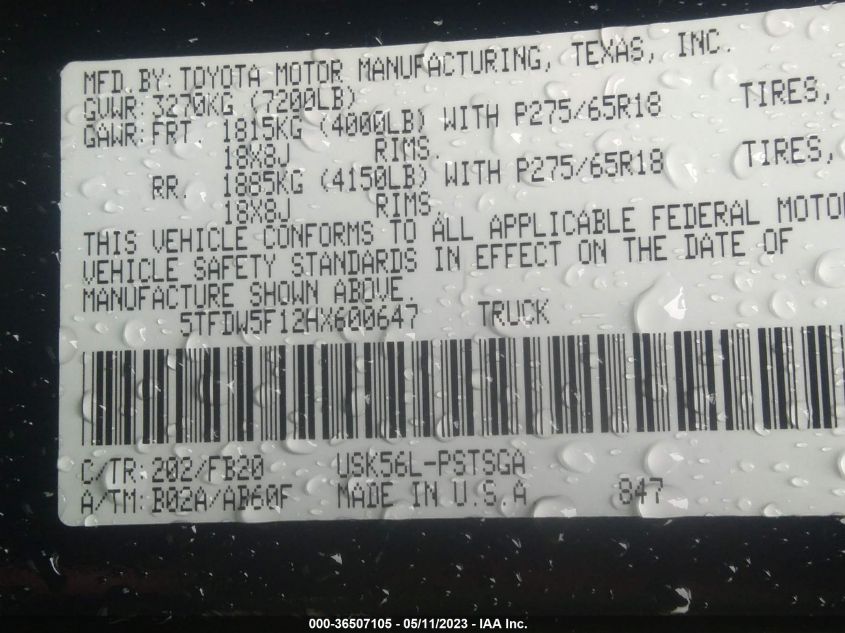 MFD. BY: TOYOTA MOTOR MANUFACTURING, TEXAS, INC.
GVWR: 3270KG (7200LB)
GAWR: FRT. 1815KG (4000LB) WITH P275/65R18 TIRES,
18X8J RIMS,
RR. 1885KG (4150LB) WITH P275/65R18 TIRES,
18X8J RIMS,
THIS VEHICLE CONFORMS TO ALL APPLICABLE FEDERAL MOTO
VEHICLE SAFETY STANDARDS IN EFFECT ON THE DATE OF
MANUFACTURE SHOWN ABOVE.
5TFDW5F12HX600647 TRUCK
C/TR: 202/FB20 USK56L-PSTSGA
A/TM: B02A/AB60F MADE IN U.S.A 847
000-36507105 - 05/11/2023 - IAA Inc.